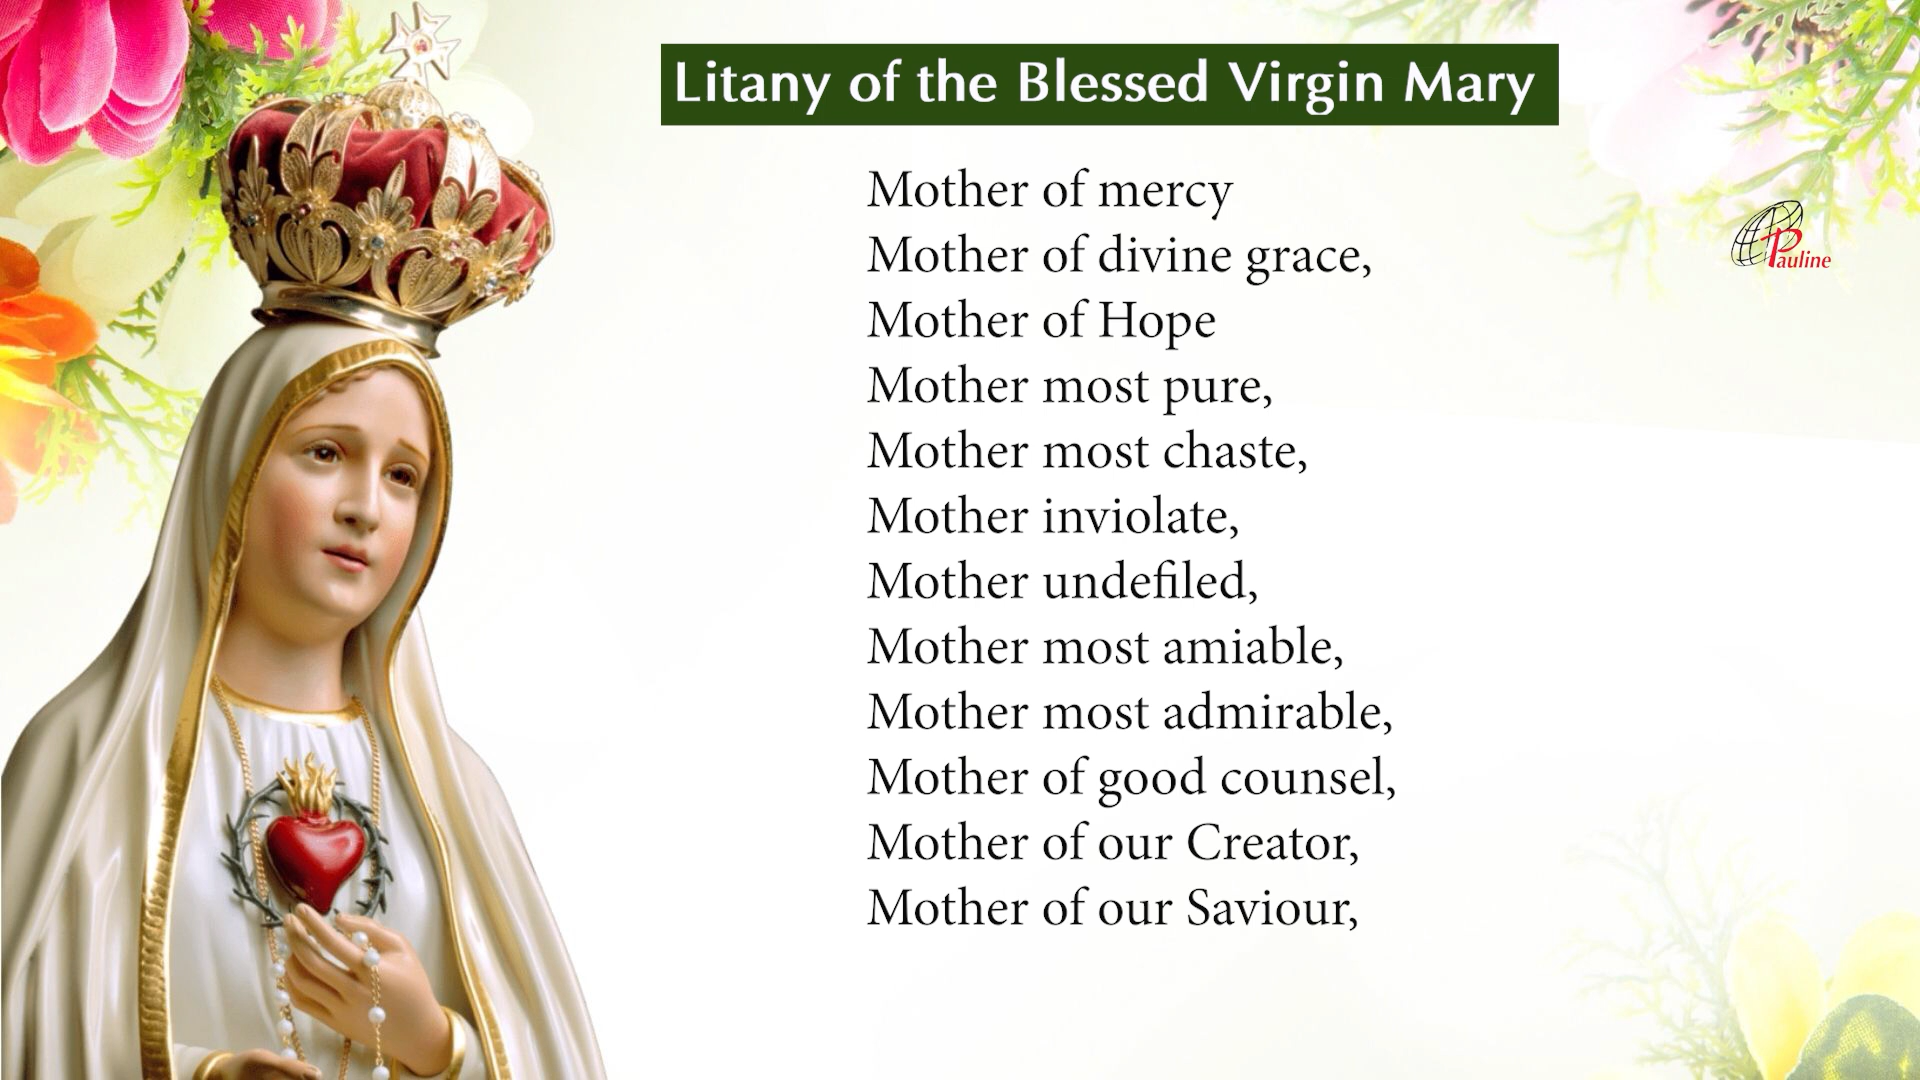 Litany of the Blessed Virgin Mary
Mother of mercy
Mother of divine grace,
Mother of Hope
Mother most pure,
Mother most chaste,
Mother inviolate,
Mother undefiled,
Mother most amiable,
Mother most admirable,
Mother of good counsel,
Mother of our Creator,
Mother of our Saviour,
Pauline